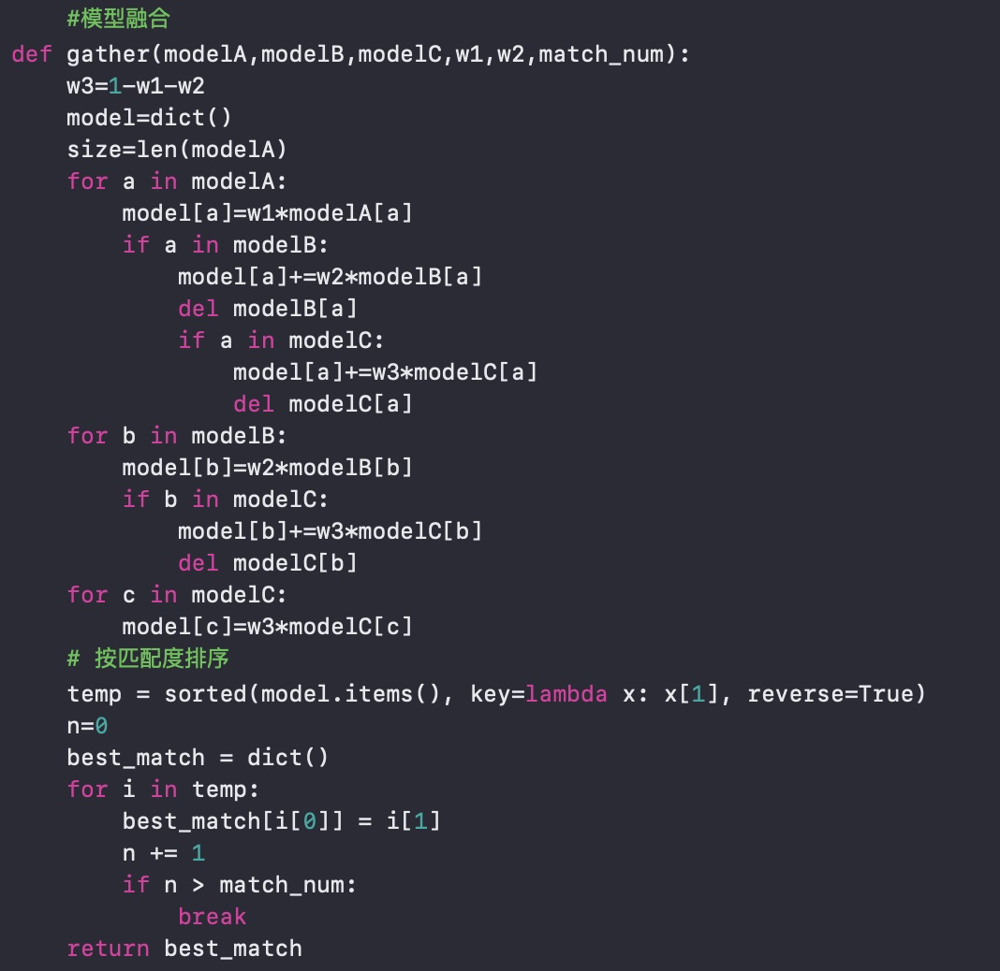 #模型融合
def gather(modelA,modelB,modelC,w1,w2,match_num):
    w3=1-w1-w2
    model=dict()
    size=len(modelA)
    for a in modelA:
        model[a]=w1*modelA[a]
        if a in modelB:
            model[a]+=w2*modelB[a]
            del modelB[a]
            if a in modelC:
                model[a]+=w3*modelC[a]
                del modelC[a]
    for b in modelB:
        model[b]=w2*modelB[b]
        if b in modelC:
            model[b]+=w3*modelC[b]
            del modelC[b]
    for c in modelC:
        model[c]=w3*modelC[c]
    # 按匹配度排序
    temp = sorted(model.items(), key=lambda x: x[1], reverse=True)
    n=0
    best_match = dict()
    for i in temp:
        best_match[i[0]] = i[1]
        n += 1
        if n > match_num:
            break
    return best_match